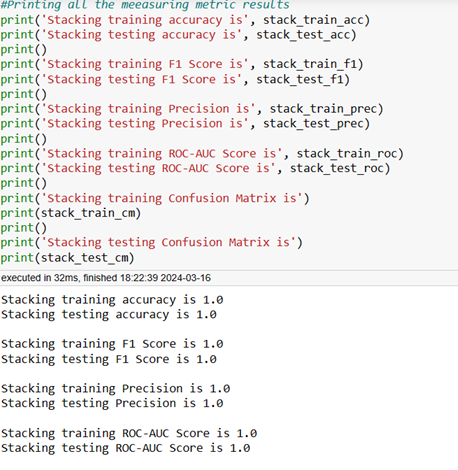 #Printing all the meeasuring metric results
print('Stacking training accuracy is', stack_train_acc)
print('Stacking testing accuracy is', stack_test_acc)
print()
print('Stacking training F1 Score is', stack_train_f1)
print('Stacking testing F1 Score is', stack_test_f1)
print()
print('Stacking training Precision is', stack_train_prec)
print('Stacking testing Precision is', stack_test_prec)
print()
print('Stacking training ROC-AUC Score is', stack_train_roc)
print('Stacking testing ROC-AUC Score is', stack_test_roc)
print()
print('Stacking training Confusion Matrix is')
print(stack_train_cm)
print()
print('Stacking testing Confusion Matrix is')
print(stack_test_cm)
executed in 32ms, finished 18:22:39 2024-03-16
Stacking training accuracy is 1.0
Stacking testing accuracy is 1.0
Stacking training F1 Score is 1.0
Stacking testing F1 Score is 1.0
Stacking training Precision is 1.0
Stacking testing Precision is 1.0
Stacking training ROC-AUC Score is 1.0
Stacking testing ROC-AUC Score is 1.0